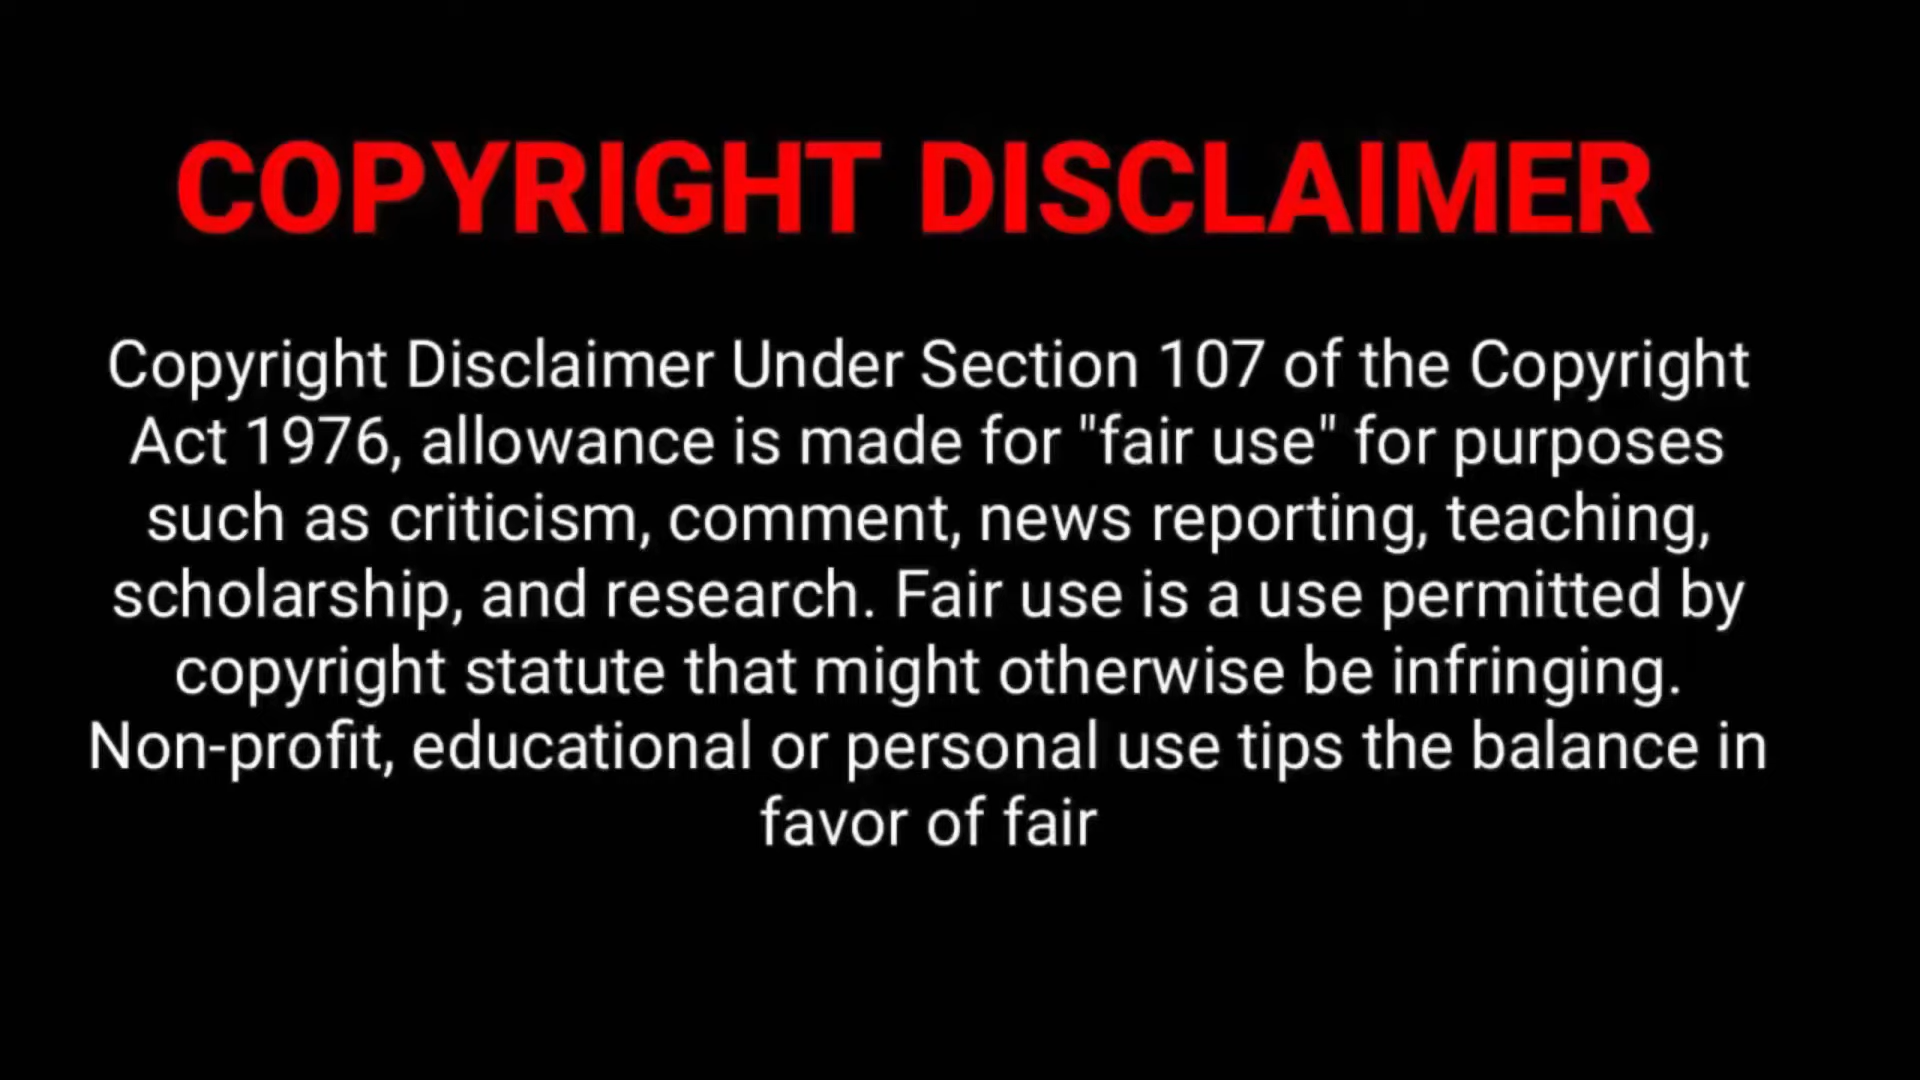 COPYRIGHT DISCLAIMER
Copyright Disclaimer Under Section 107 of the Copyright
Act 1976, allowance is made for "fair use" for purposes
such as criticism, comment, news reporting, teaching,
scholarship, and research. Fair use is a use permitted by
copyright statute that might otherwise be infringing.
Non-profit, educational or personal use tips the balance in
favor of fair